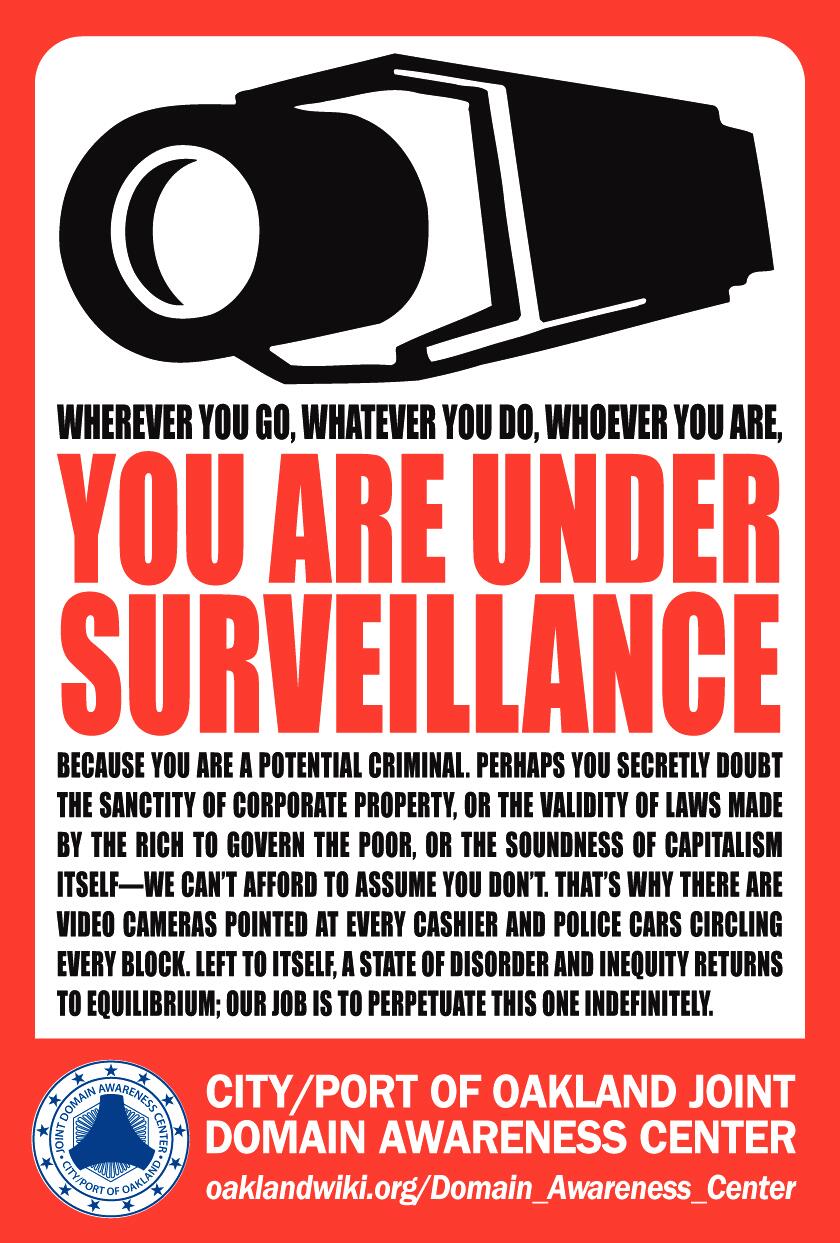 WHEREVER YOU GO, WHATEVER YOU DO, WHOEVER YOU ARE,
YOU ARE UNDER
SURVEILLANCE
BECAUSE YOU ARE A POTENTIAL CRIMINAL. PERHAPS YOU SECRETLY DOUBT
THE SANCTITY OF CORPORATE PROPERTY, OR THE VALIDITY OF LAWS MADE
BY THE RICH TO GOVERN THE POOR, OR THE SOUNDNESS OF CAPITALISM
ITSELF—WE CAN'T AFFORD TO ASSUME YOU DON'T. THAT'S WHY THERE ARE
VIDEO CAMERAS POINTED AT EVERY CASHIER AND POLICE CARS CIRCLING
EVERY BLOCK. LEFT TO ITSELF, A STATE OF DISORDER AND INEQUITY RETURNS
TO EQUILIBRIUM; OUR JOB IS TO PERPETUATE THIS ONE INDEFINITELY.
JOINT DOMAIN AWARENESS CENTER
• CITY/PORT OF OAKLAND •
CITY/PORT OF OAKLAND JOINT
DOMAIN AWARENESS CENTER
oaklandwiki.org/Domain_Awareness_Center